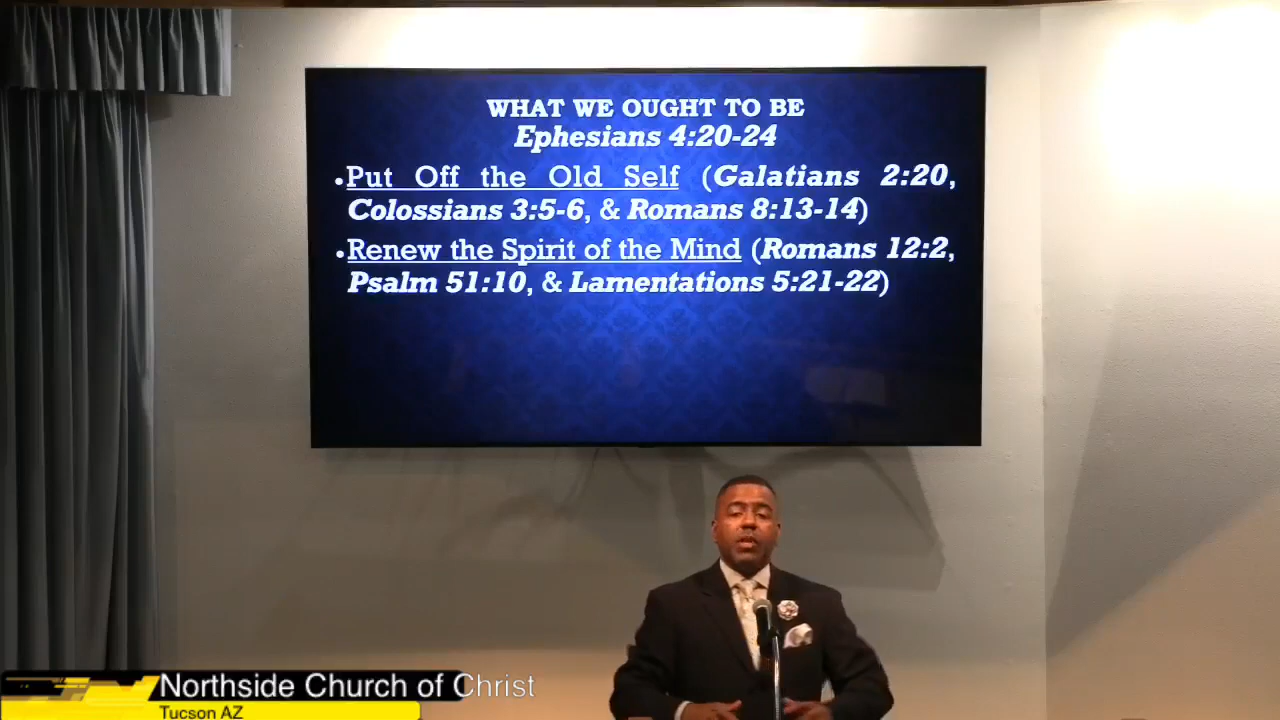 WHAT WE OUGHT TO BE
Ephesians 4:20-24
•Put Off the Old Self (Galatians 2:20,
Colossians 3:5-6, & Romans 8:13-14)
•Renew the Spirit of the Mind (Romans 12:2,
Psalm 51:10, & Lamentations 5:21-22)
Northside Church of Christ
Tucson AZ